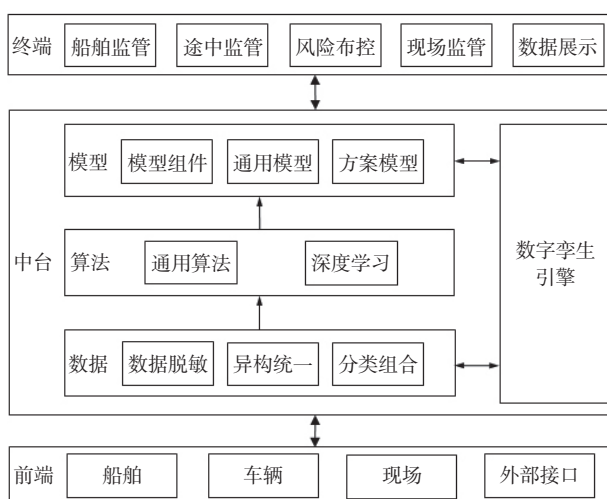 终端 船舶监管 途中监管 风险布控 现场监管 数据展示
模型 模型组件 通用模型 方案模型
中台 算法 通用算法 深度学习
数字孪生
引擎
数据 数据脱敏 异构统一 分类组合
前端 船舶 车辆 现场 外部接口